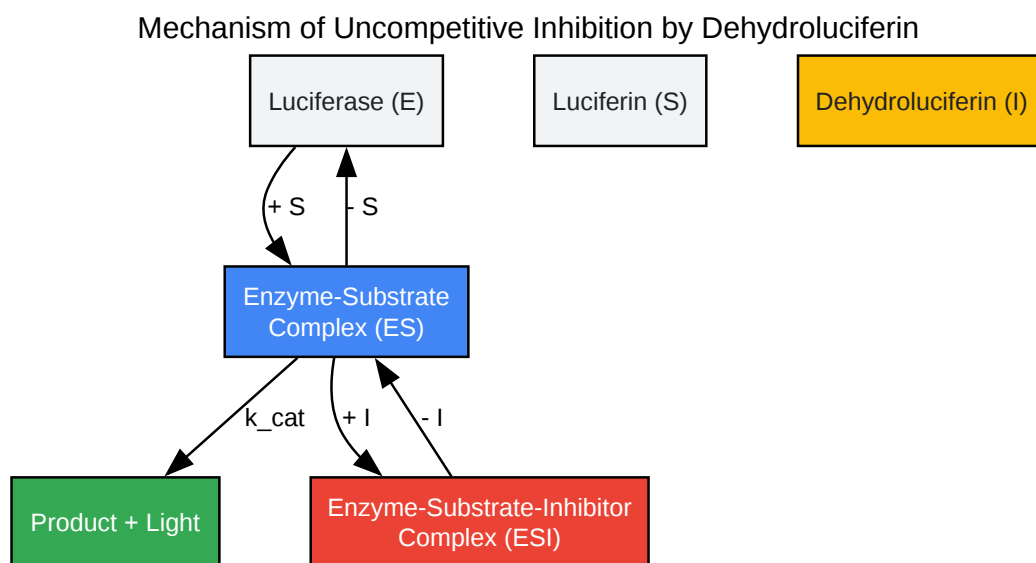 Mechanism of Uncompetitive Inhibition by Dehydroluciferin
Luciferase (E)
Luciferin (S)
Dehydroluciferin (I)
+ S
- S
Enzyme-Substrate
Complex (ES)
k_cat
+ I
- I
Product + Light
Enzyme-Substrate-Inhibitor
Complex (ESI)